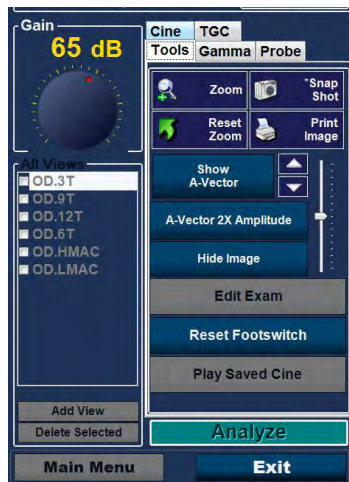 Gain
65 dB
Cine TGC
Tools Gamma Probe
Zoom
*Snap
Shot
Reset
Zoom
Print
Image
All Views
OD.3T
OD.9T
OD.12T
OD.6T
OD.HMAC
OD.LMAC
Show
A-Vector
A-Vector 2X Amplitude
Hide Image
Edit Exam
Reset Footswitch
Play Saved Cine
Add View
Delete Selected
Analyze
Main Menu
Exit